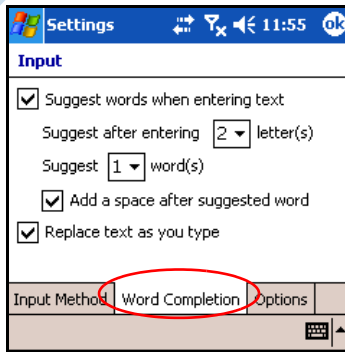 Settings 11:55 ok
Input
Suggest words when entering text
Suggest after entering 2 letter(s)
Suggest 1 word(s)
Add a space after suggested word
Replace text as you type
Input Method Word Completion Options